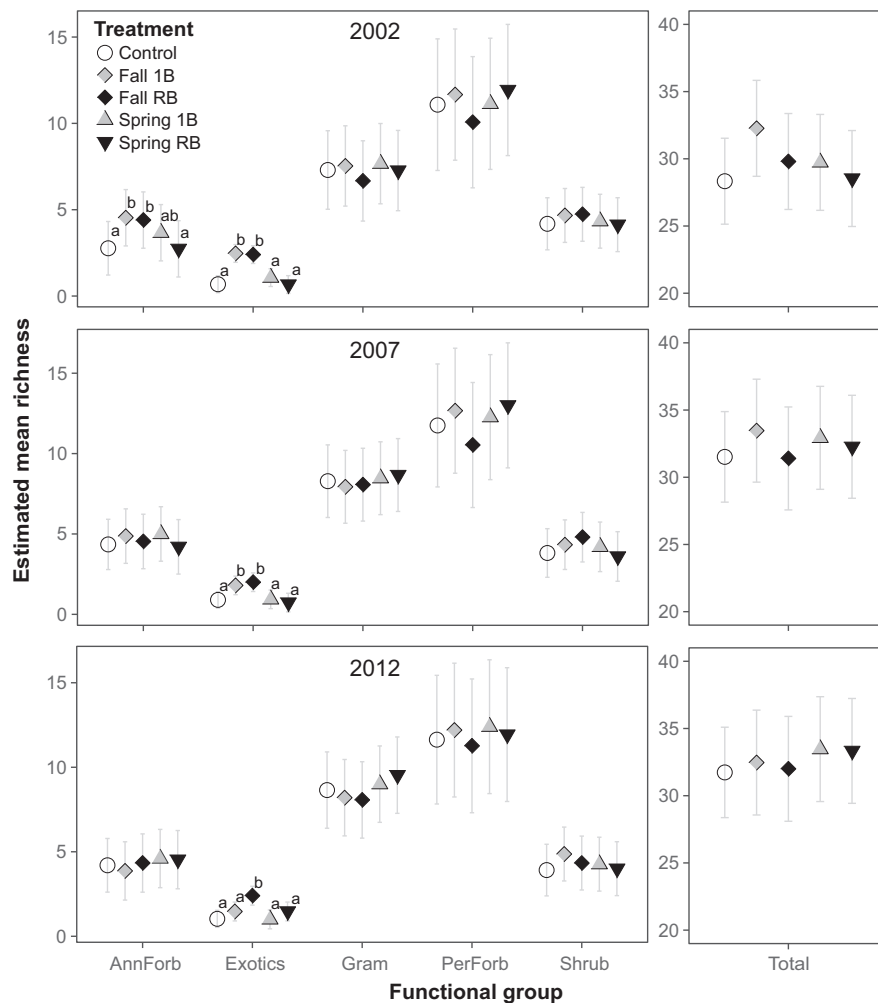 Treatment
Control
Fall 1B
Fall RB
Spring 1B
Spring RB
2002
15
10
5
0
a b b ab a
a b b a a
40
35
30
25
20
Estimated mean richness
2007
15
10
5
0
a b b a a
40
35
30
25
20
2012
15
10
5
0
a a b a a
40
35
30
25
20
AnnForb Exotics Gram PerForb Shrub Total
Functional group